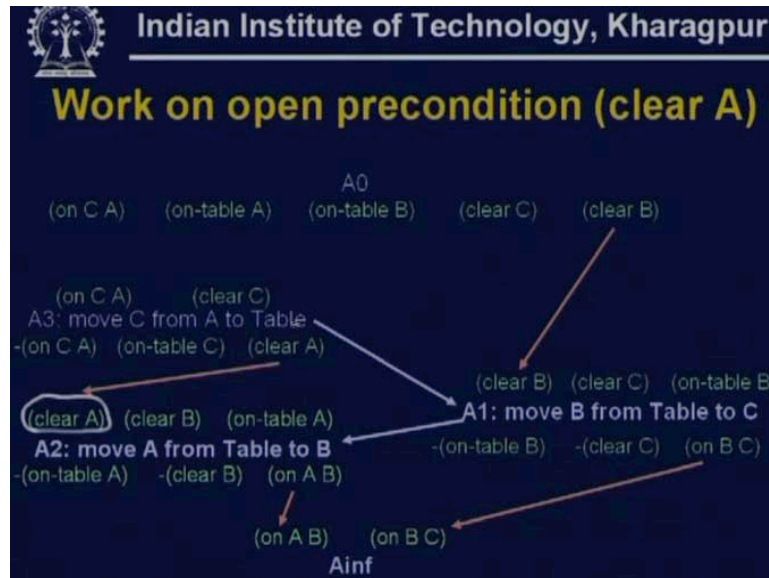 Indian Institute of Technology, Kharagpur
Work on open precondition (clear A)
A0
(on C A) (on-table A) (on-table B) (clear C) (clear B)
(on C A) (clear C)
A3: move C from A to Table
-(on C A) (on-table C) (clear A)
(clear B) (clear C) (on-table B
(clear A) (clear B) (on-table A)
A1: move B from Table to C
A2: move A from Table to B
-(on-table B) -(clear C) (on B C)
-(on-table A) -(clear B) (on A B)
(on A B) (on B C)
Ainf